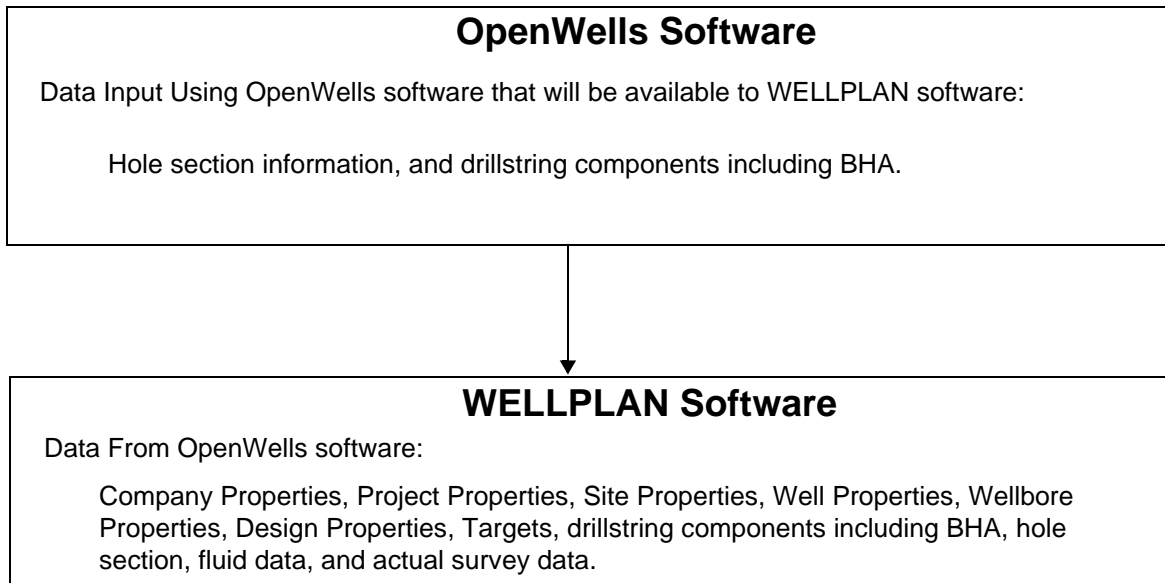 OpenWells Software
Data Input Using OpenWells software that will be available to WELLPLAN software:
Hole section information, and drillstring components including BHA.
WELLPLAN Software
Data From OpenWells software:
Company Properties, Project Properties, Site Properties, Well Properties, Wellbore
Properties, Design Properties, Targets, drillstring components including BHA, hole
section, fluid data, and actual survey data.